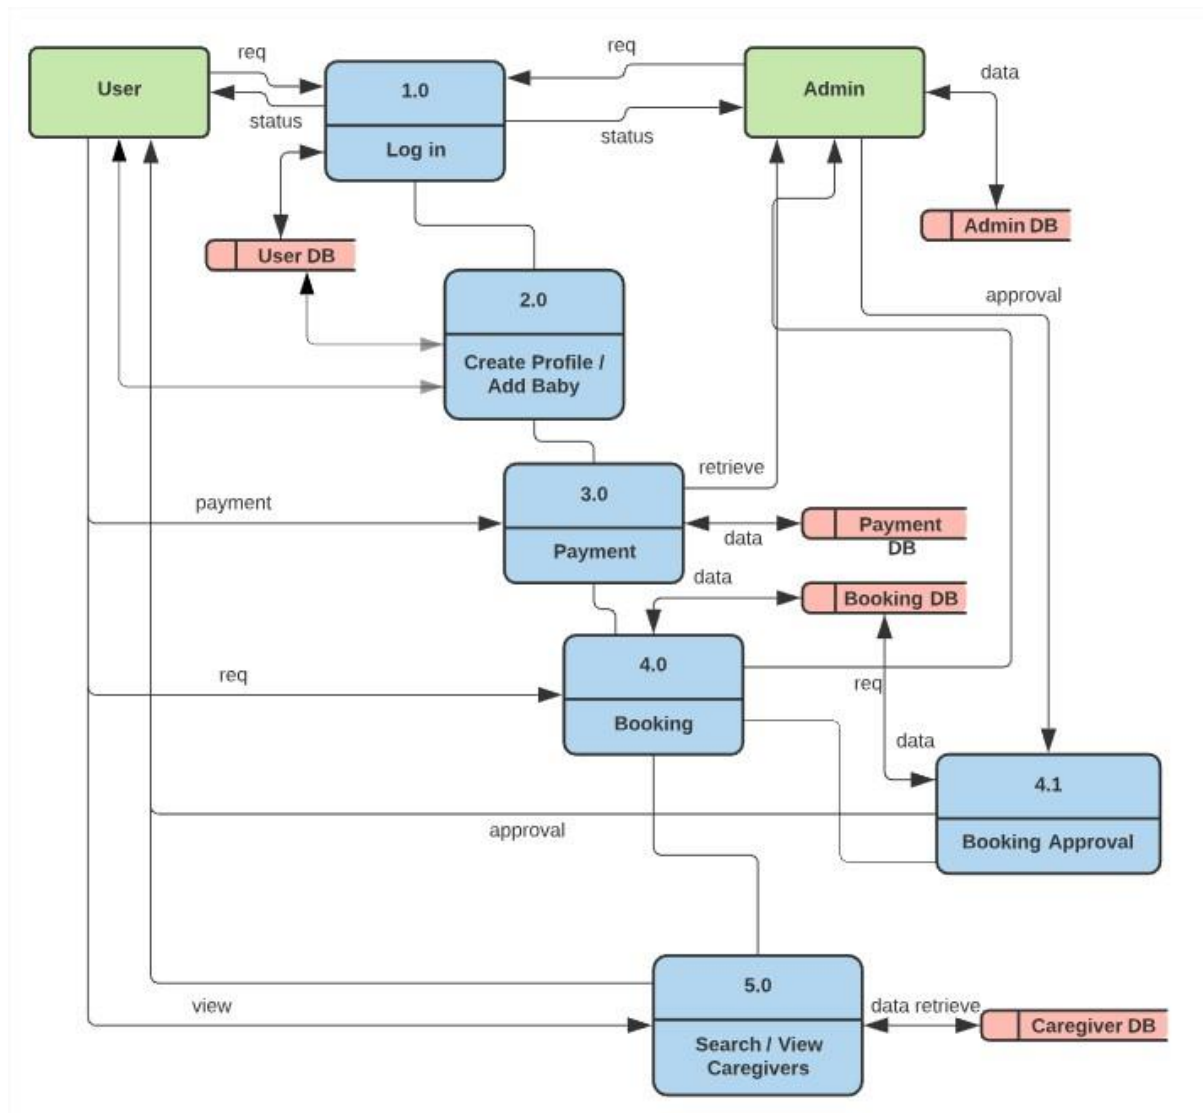 req
req
User
1.0
Admin
data
status
status
Log in
Admin DB
User DB
2.0
approval
Create Profile /
Add Baby
retrieve
3.0
payment
Payment
DB
data
Payment
data
Booking DB
4.0
req
req
Booking
data
4.1
approval
Booking Approval
5.0
view
data retrieve
Caregiver DB
Search / View
Caregivers